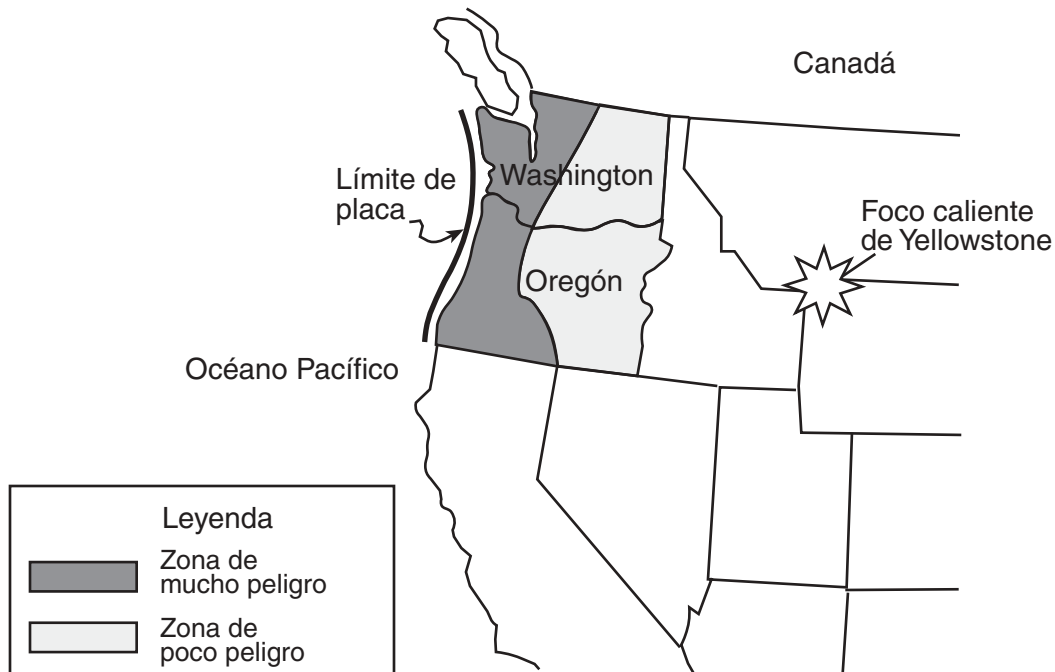 Canadá
Límite de
placa
Washington
Foco caliente
de Yellowstone
Oregón
Océano Pacífico
Leyenda
Zona de
mucho peligro
Zona de
poco peligro